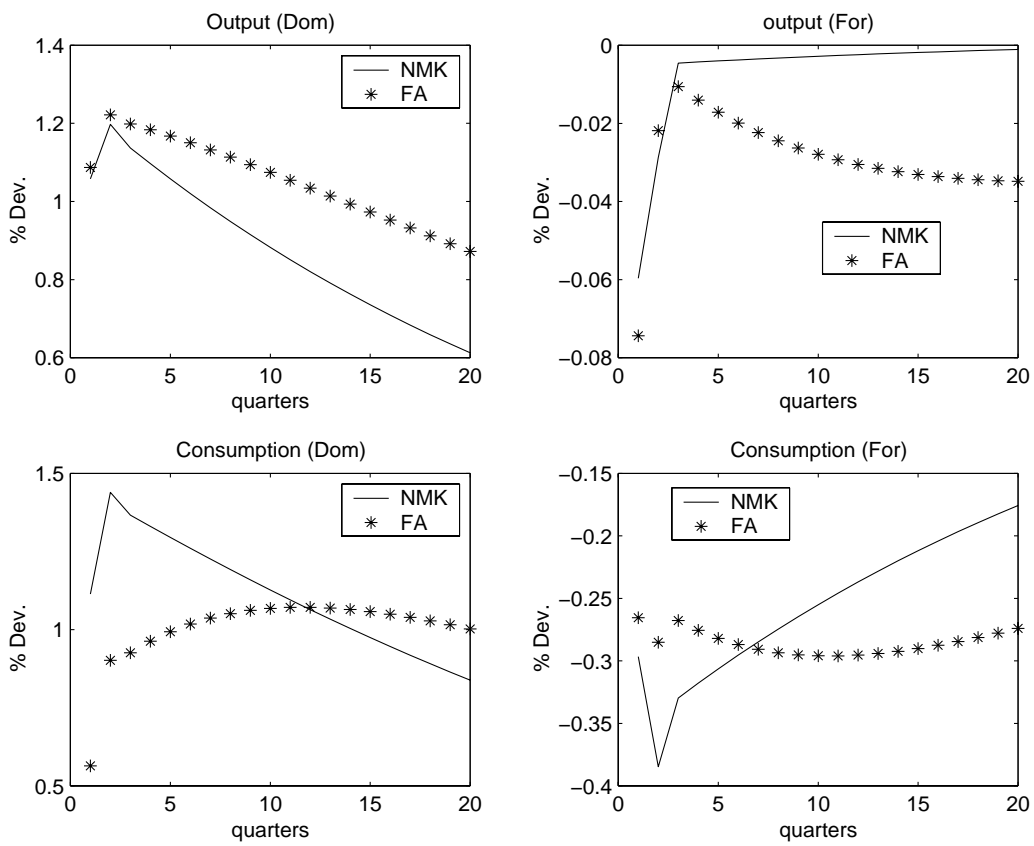 Output (Dom)
1.4
1.2
1
0.8
0.6
% Dev.
NMK
FA
0 5 10 15 20
quarters
output (For)
0
−0.02
−0.04
−0.06
−0.08
% Dev.
NMK
FA
0 5 10 15 20
quarters
Consumption (Dom)
1.5
1
0.5
% Dev.
NMK
FA
0 5 10 15 20
quarters
Consumption (For)
−0.15
−0.2
−0.25
−0.3
−0.35
−0.4
% Dev.
NMK
FA
0 5 10 15 20
quarters